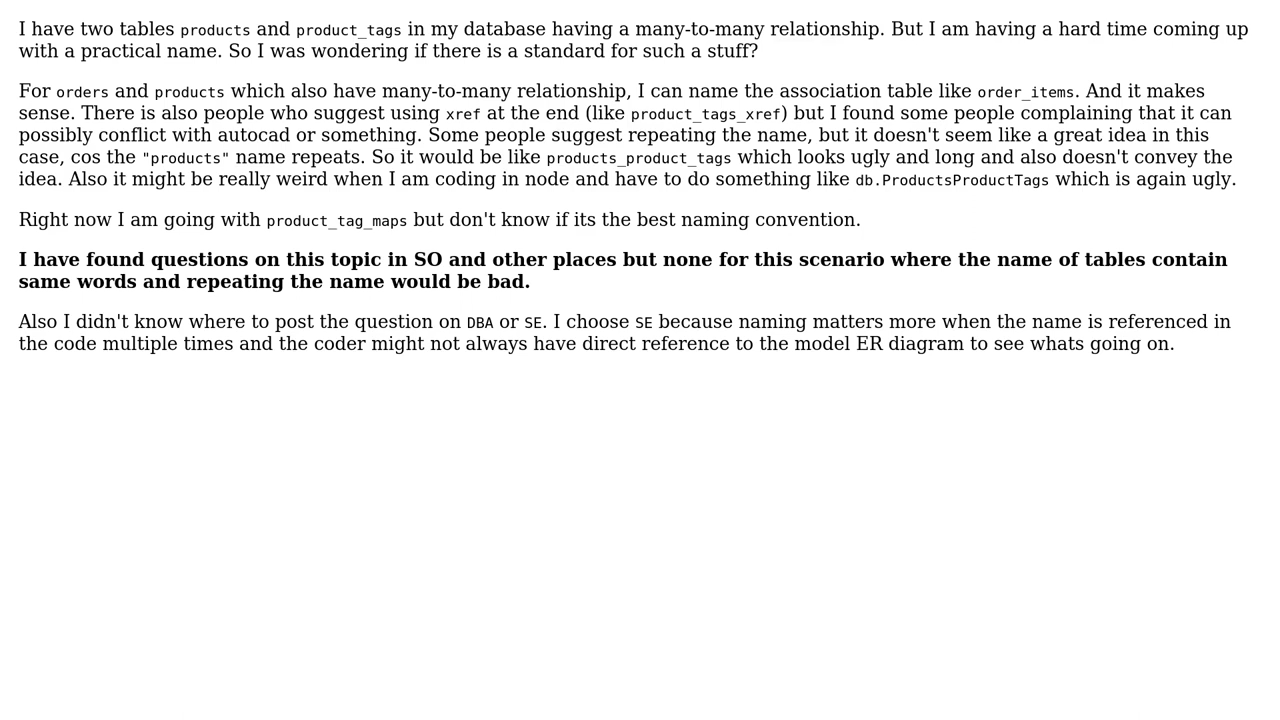 I have two tables products and product_tags in my database having a many-to-many relationship. But I am having a hard time coming up
with a practical name. So I was wondering if there is a standard for such a stuff?
For orders and products which also have many-to-many relationship, I can name the association table like order_items. And it makes
sense. There is also people who suggest using xref at the end (like product_tags_xref) but I found some people complaining that it can
possibly conflict with autocad or something. Some people suggest repeating the name, but it doesn't seem like a great idea in this
case, cos the "products" name repeats. So it would be like products_product_tags which looks ugly and long and also doesn't convey the
idea. Also it might be really weird when I am coding in node and have to do something like db.ProductsProductTags which is again ugly.
Right now I am going with product_tag_maps but don't know if its the best naming convention.
I have found questions on this topic in SO and other places but none for this scenario where the name of tables contain
same words and repeating the name would be bad.
Also I didn't know where to post the question on DBA or SE. I choose SE because naming matters more when the name is referenced in
the code multiple times and the coder might not always have direct reference to the model ER diagram to see whats going on.